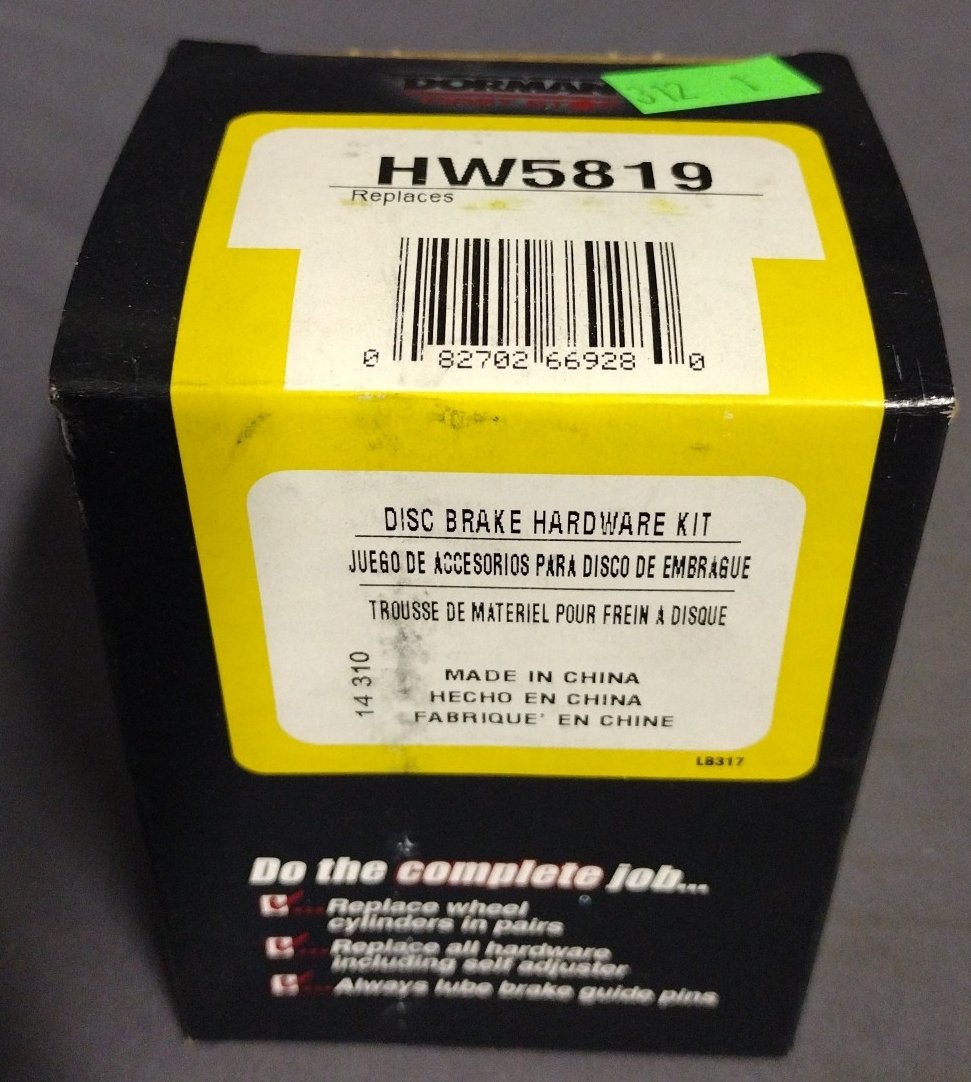 DORMAN
312 1
HW5819
Replaces
0 82702 66928 0
DISC BRAKE HARDWARE KIT
JUEGO DE ACCESORIOS PARA DISCO DE EMBRAGUE
TROUSSE DE MATERIEL POUR FREIN A DISQUE
14 310
MADE IN CHINA
HECHO EN CHINA
FABRIQUE' EN CHINE
LB317
Do the complete job...
...Replace wheel
cylinders in pairs
...Replace all hardware
including self adjuster
...Always lube brake guide pins